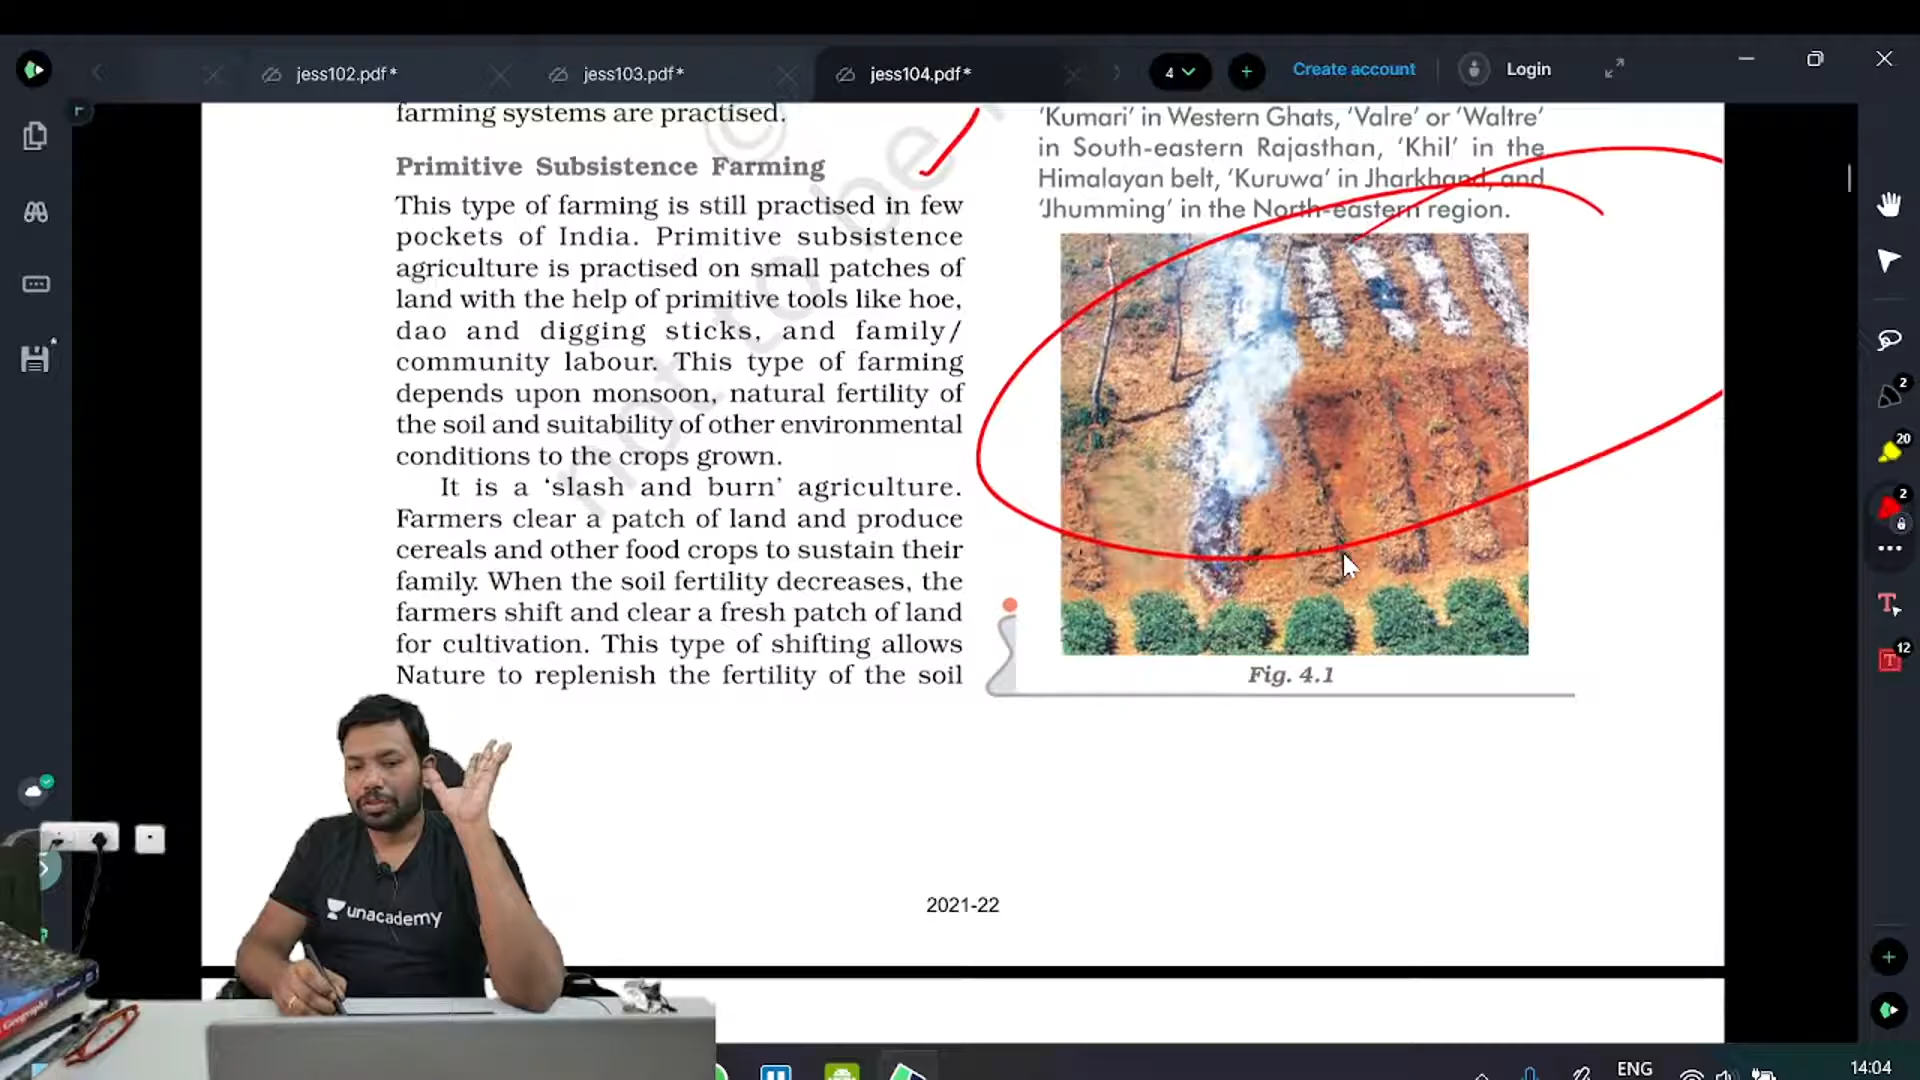 jess102.pdf*
jess103.pdf*
jess104.pdf*
4
Create account
Login
farming systems are practised.
Primitive Subsistence Farming
This type of farming is still practised in few
pockets of India. Primitive subsistence
agriculture is practised on small patches of
land with the help of primitive tools like hoe,
dao and digging sticks, and family/
community labour. This type of farming
depends upon monsoon, natural fertility of
the soil and suitability of other environmental
conditions to the crops grown.
It is a ‘slash and burn’ agriculture.
Farmers clear a patch of land and produce
cereals and other food crops to sustain their
family. When the soil fertility decreases, the
farmers shift and clear a fresh patch of land
for cultivation. This type of shifting allows
Nature to replenish the fertility of the soil
‘Kumari’ in Western Ghats, ‘Valre’ or ‘Waltre’
in South-eastern Rajasthan, ‘Khil’ in the
Himalayan belt, ‘Kuruwa’ in Jharkhand, and
‘Jhumming’ in the North-eastern region.
Fig. 4.1
© not to be
2021-22
unacademy
Geography
2
20
2
12
ENG
14:04